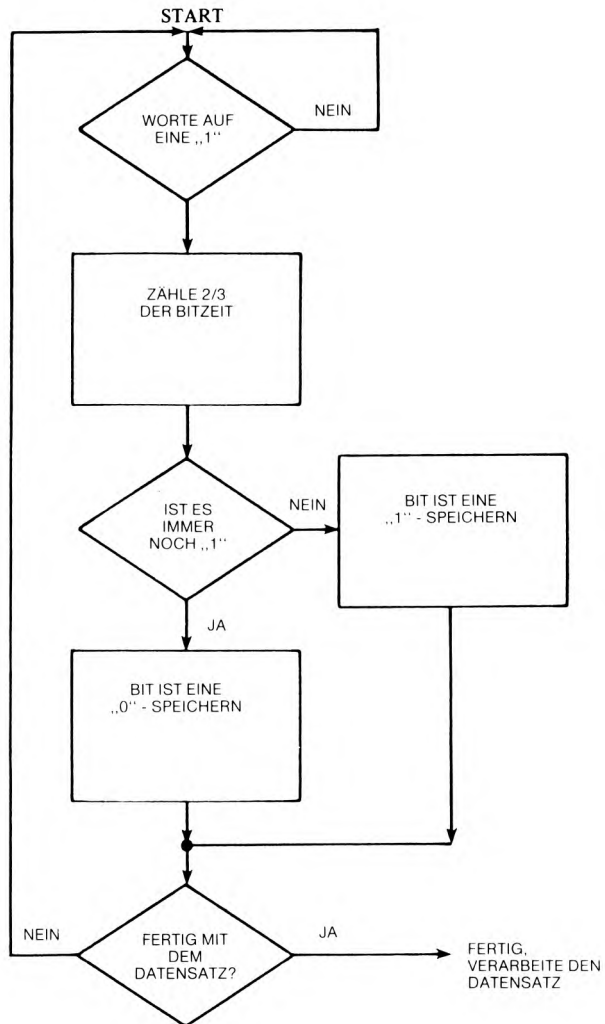 START
WORTE AUF
EINE ,,1"
NEIN
ZÄHLE 2/3
DER BITZEIT
IST ES
IMMER
NOCH ,,1"
NEIN
BIT IST EINE
,,1" - SPEICHERN
JA
BIT IST EINE
,,0" - SPEICHERN
NEIN
FERTIG MIT
DEM
DATENSATZ?
JA
FERTIG,
VERARBEITE DEN
DATENSATZ